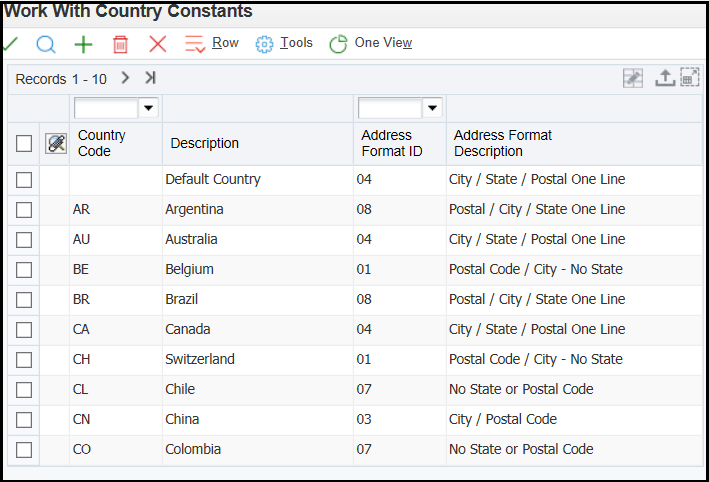 Work With Country Constants
Row Tools One View
Records 1 - 10
Country Code Description Address Format ID Address Format Description
Default Country 04 City / State / Postal One Line
AR Argentina 08 Postal / City / State One Line
AU Australia 04 City / State / Postal One Line
BE Belgium 01 Postal Code / City - No State
BR Brazil 08 Postal / City / State One Line
CA Canada 04 City / State / Postal One Line
CH Switzerland 01 Postal Code / City - No State
CL Chile 07 No State or Postal Code
CN China 03 City / Postal Code
CO Colombia 07 No State or Postal Code